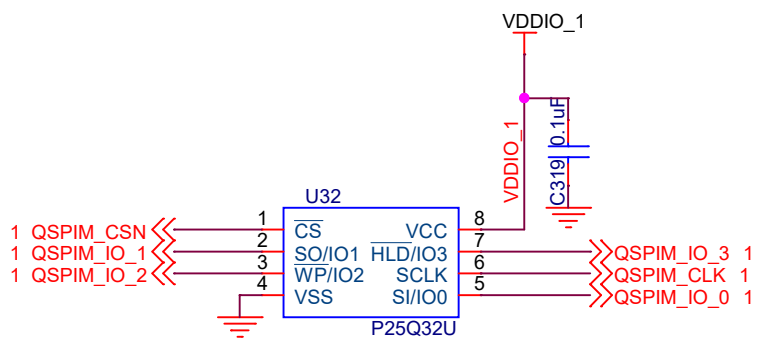 VDDIO_1
VDDIO_1
C319 0.1uF
U32
1 QSPIM_CSN 1 CS VCC 8
1 QSPIM_IO_1 2 SO/IO1 HLD/IO3 7 QSPIM_IO_3 1
1 QSPIM_IO_2 3 WP/IO2 SCLK 6 QSPIM_CLK 1
4 VSS SI/IO0 5 QSPIM_IO_0 1
P25Q32U